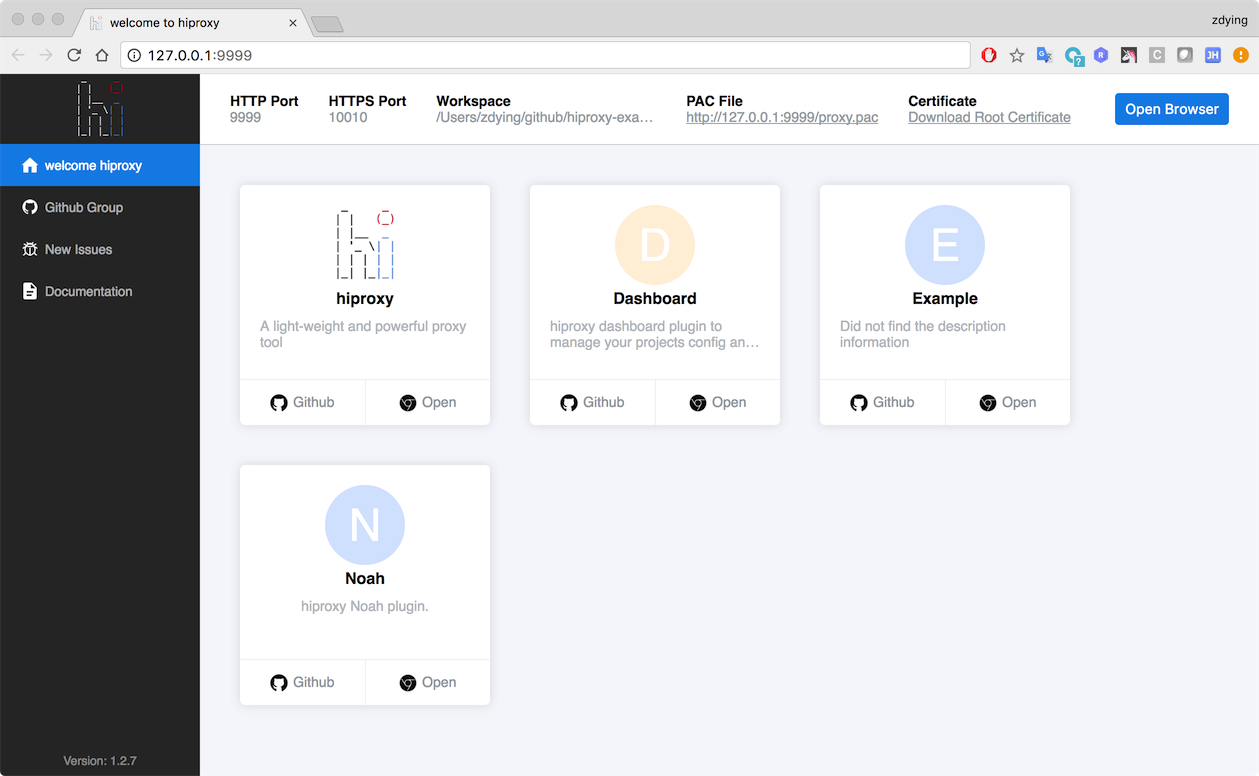 welcome to hiproxy
zdying
127.0.0.1:9999
HTTP Port
9999
HTTPS Port
10010
Workspace
/Users/zdying/github/hiproxy-exa…
PAC File
http://127.0.0.1:9999/proxy.pac
Certificate
Download Root Certificate
Open Browser
welcome hiproxy
Github Group
New Issues
Documentation
Version: 1.2.7
hiproxy
A light-weight and powerful proxy
tool
Github
Open
D
Dashboard
hiproxy dashboard plugin to
manage your projects config an…
Github
Open
E
Example
Did not find the description
information
Github
Open
N
Noah
hiproxy Noah plugin.
Github
Open